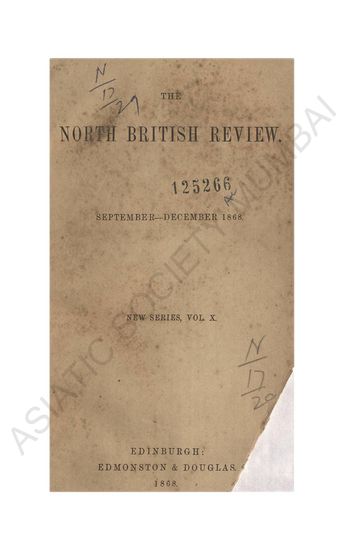 N
17
29
THE
NORTH BRITISH REVIEW.
125266
SEPTEMBER—DECEMBER 1868.
NEW SERIES, VOL. X.
N
17
20
EDINBURGH:
EDMONSTON & DOUGLAS.
1868.
ASIATIC SOCIETY MUMBAI